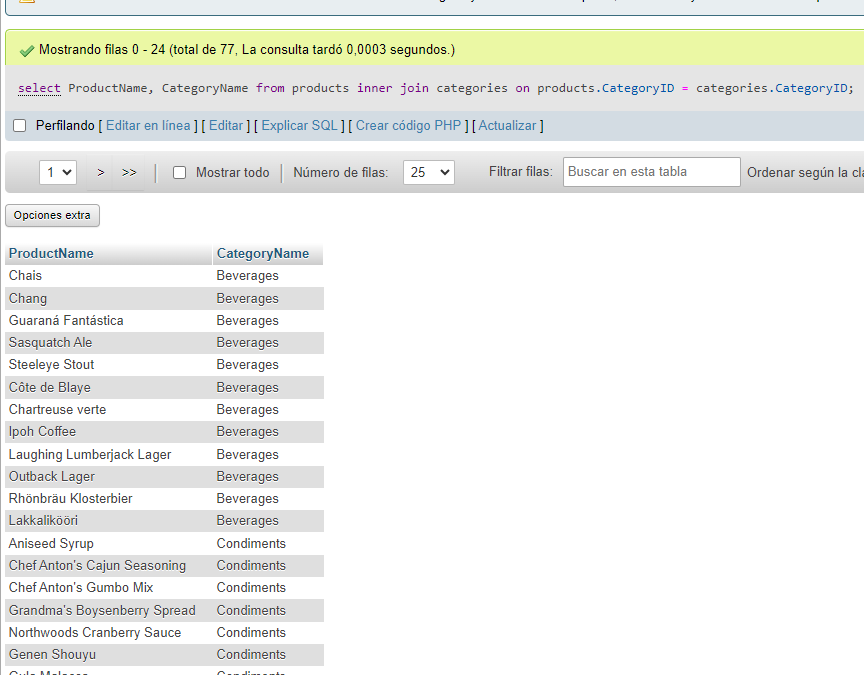 Mostrando filas 0 - 24 (total de 77, La consulta tardó 0,0003 segundos.)
select ProductName, CategoryName from products inner join categories on products.CategoryID = categories.CategoryID;
Perfilando [ Editar en línea ] [ Editar ] [ Explicar SQL ] [ Crear código PHP ] [ Actualizar ]
1 > >> Mostrar todo Número de filas: 25 Filtrar filas: Buscar en esta tabla Ordenar según la
Opciones extra
ProductName CategoryName
Chais Beverages
Chang Beverages
Guaraná Fantástica Beverages
Sasquatch Ale Beverages
Steeleye Stout Beverages
Côte de Blaye Beverages
Chartreuse verte Beverages
Ipoh Coffee Beverages
Laughing Lumberjack Lager Beverages
Outback Lager Beverages
Rhönbräu Klosterbier Beverages
Lakkalikööri Beverages
Aniseed Syrup Condiments
Chef Anton's Cajun Seasoning Condiments
Chef Anton's Gumbo Mix Condiments
Grandma's Boysenberry Spread Condiments
Northwoods Cranberry Sauce Condiments
Genen Shouyu Condiments